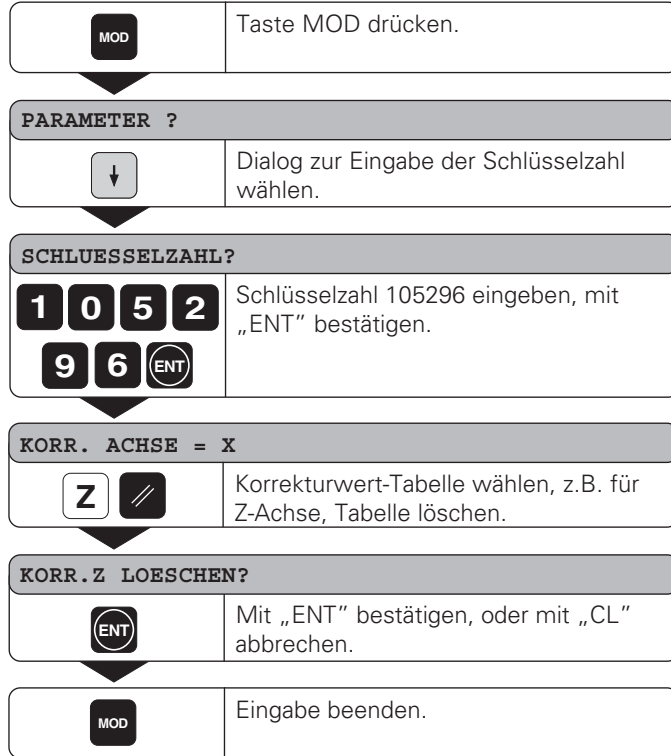 MOD
Taste MOD drücken.
PARAMETER ?
Dialog zur Eingabe der Schlüsselzahl
wählen.
SCHLUESSELZAHL?
1 0 5 2
9 6 ENT
Schlüsselzahl 105296 eingeben, mit
„ENT” bestätigen.
KORR. ACHSE = X
Z
Korrekturwert-Tabelle wählen, z.B. für
Z-Achse, Tabelle löschen.
KORR.Z LOESCHEN?
ENT
Mit „ENT” bestätigen, oder mit „CL”
abbrechen.
MOD
Eingabe beenden.